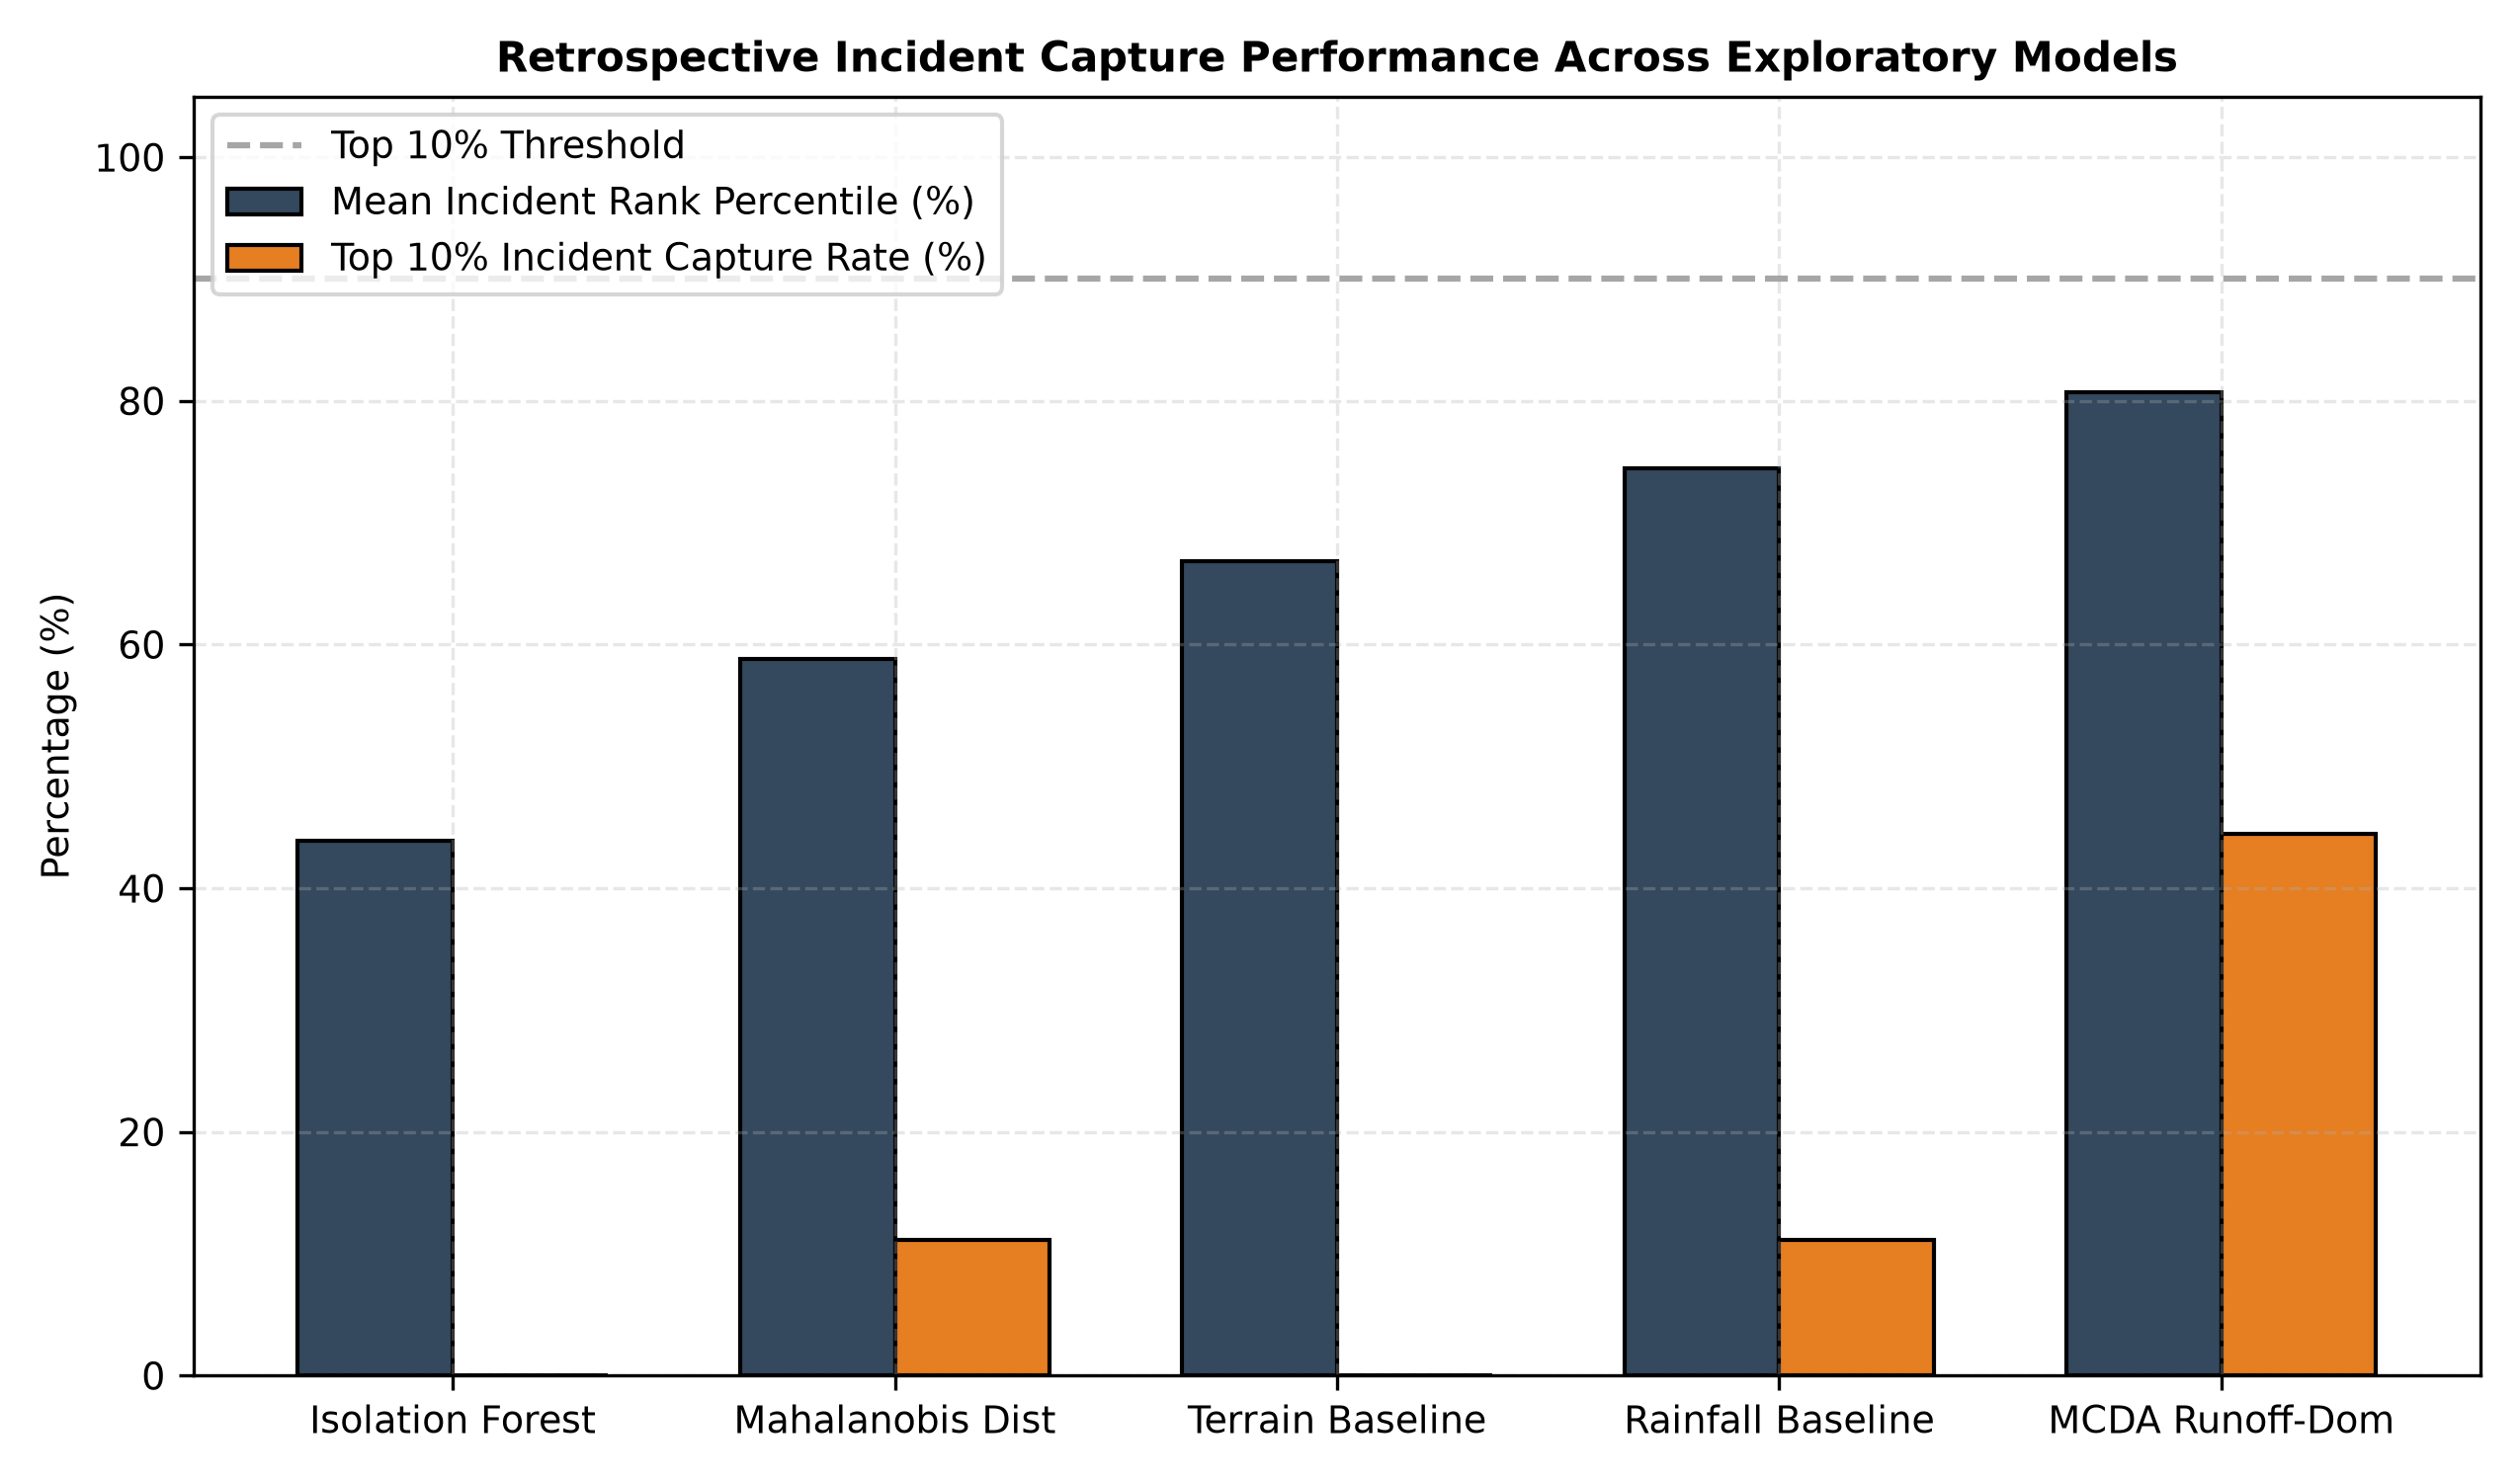 Retrospective Incident Capture Performance Across Exploratory Models
Top 10% Threshold
Mean Incident Rank Percentile (%)
Top 10% Incident Capture Rate (%)
Percentage (%)
100
80
60
40
20
0
Isolation Forest
Mahalanobis Dist
Terrain Baseline
Rainfall Baseline
MCDA Runoff-Dom